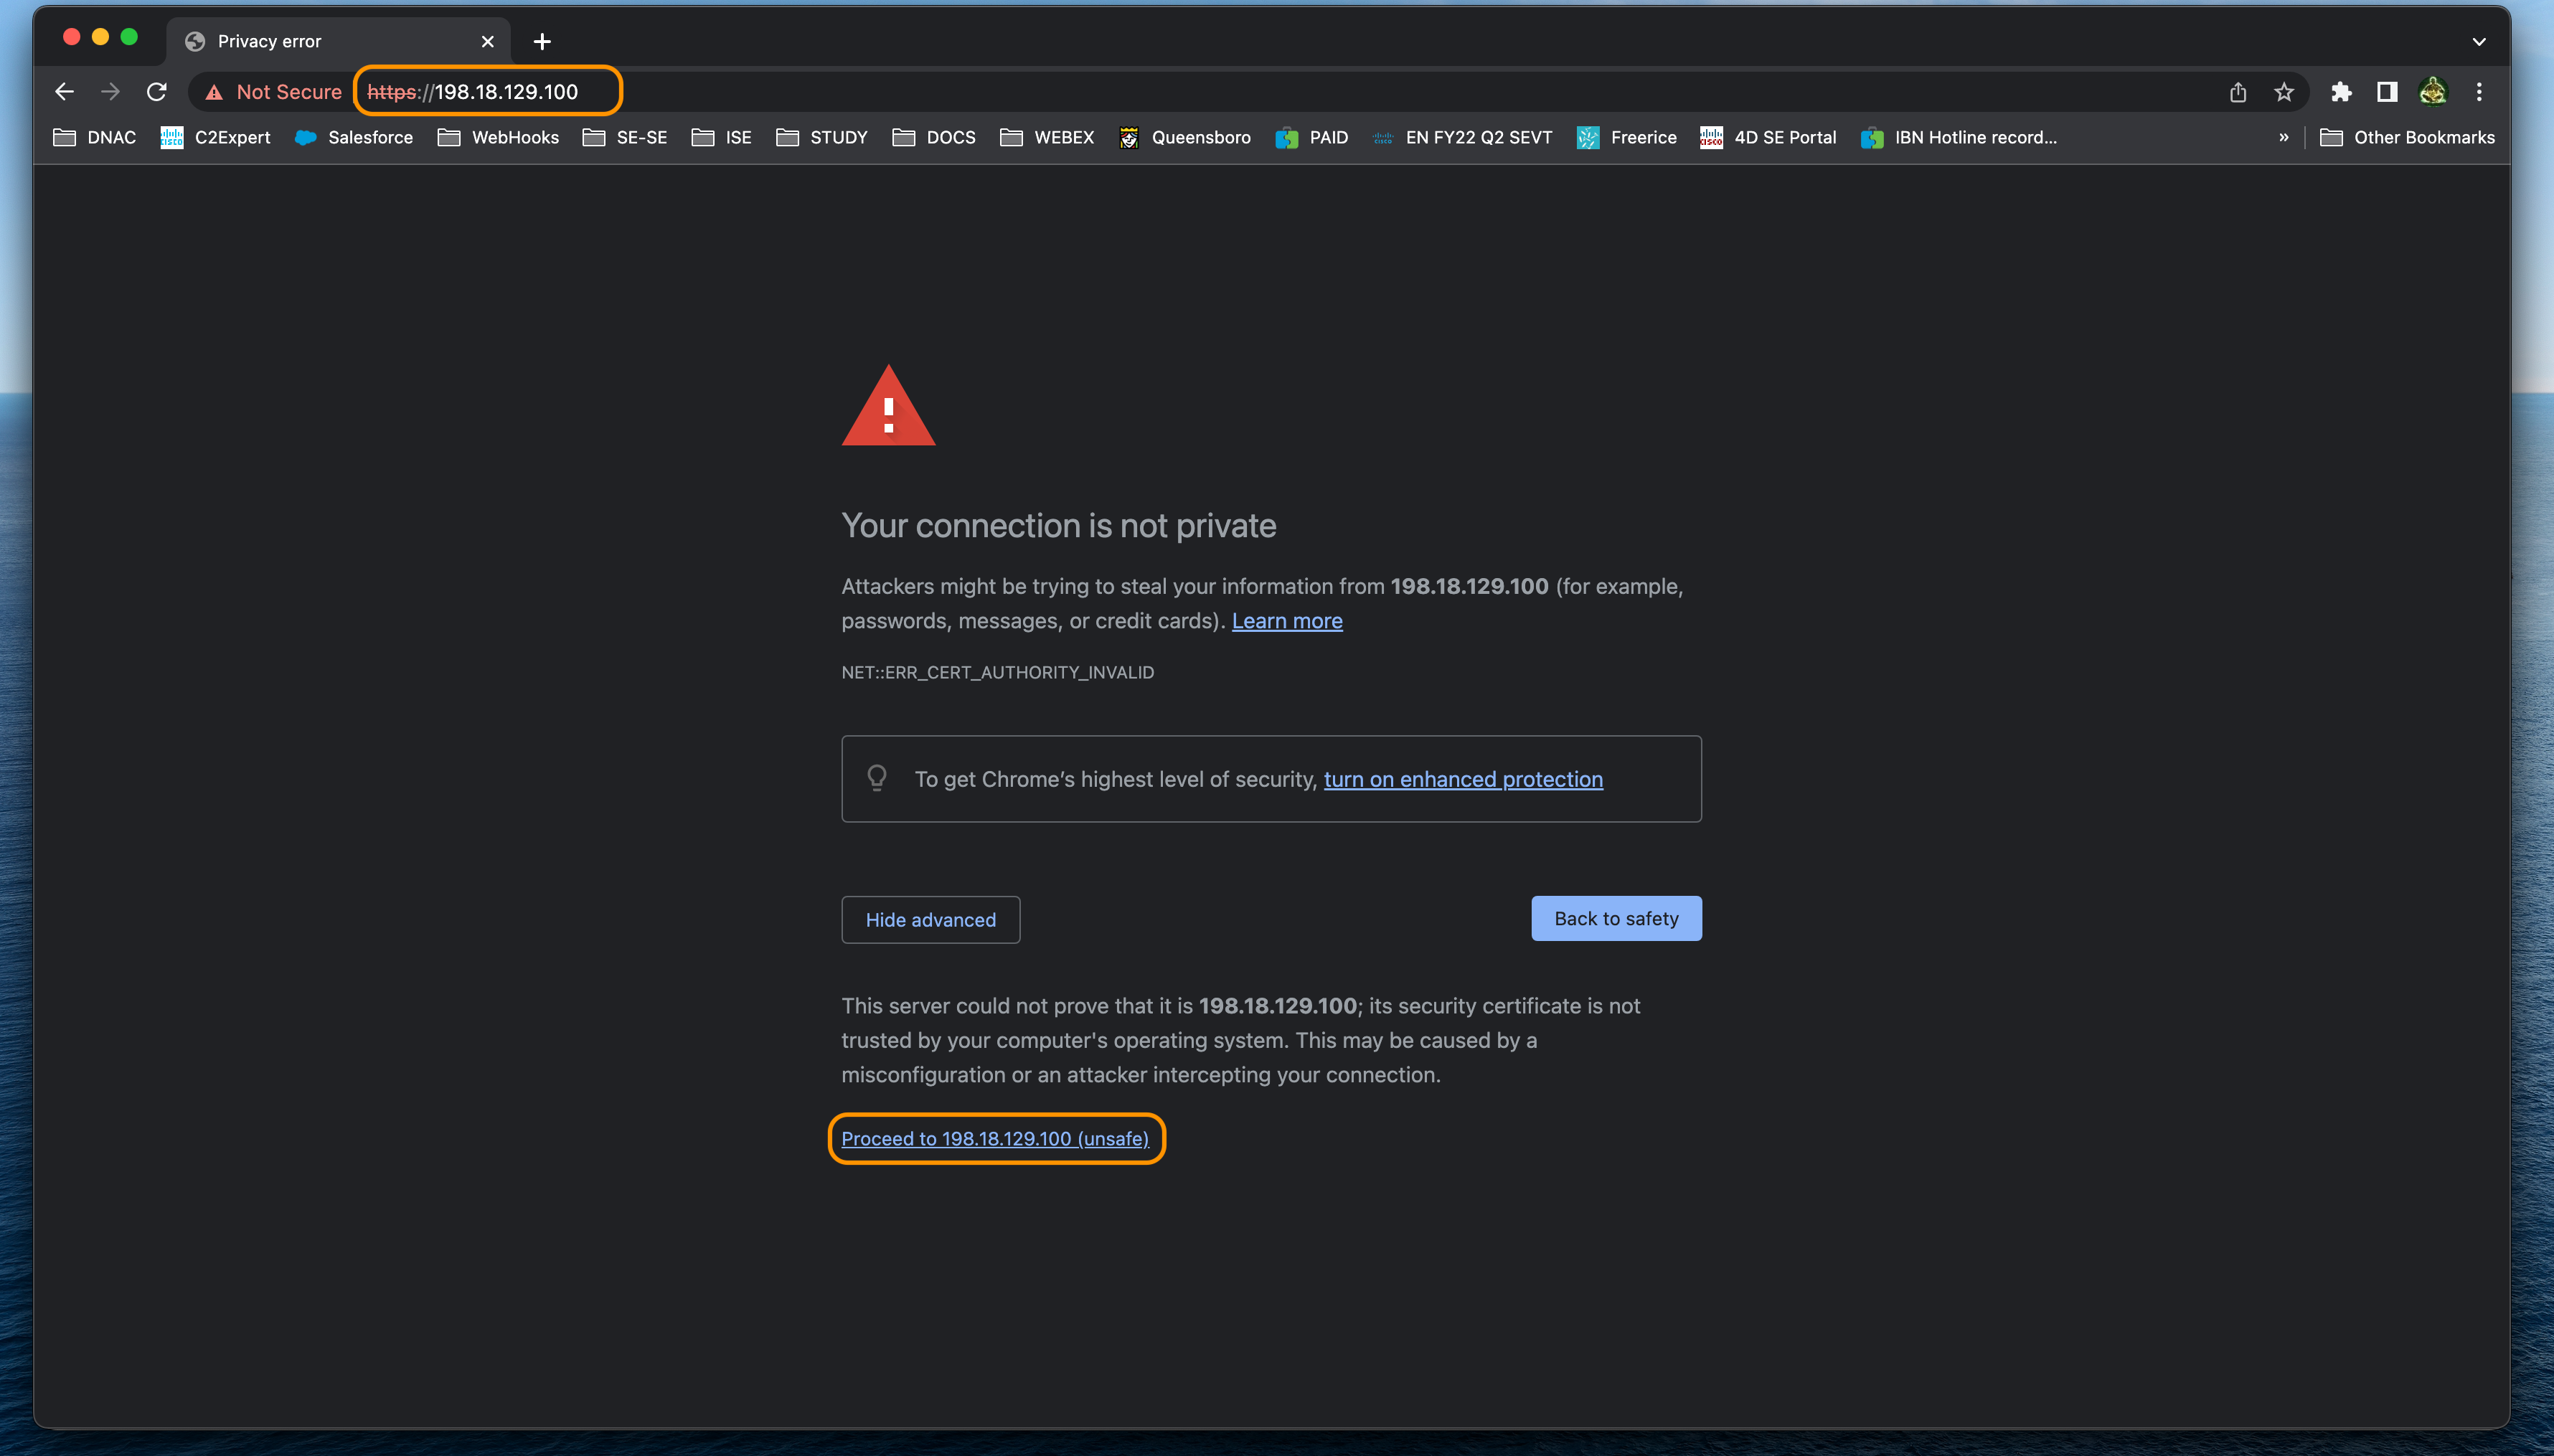 Privacy error
Not Secure https://198.18.129.100
DNAC C2Expert Salesforce WebHooks SE-SE ISE STUDY DOCS WEBEX Queensboro PAID EN FY22 Q2 SEVT Freerice 4D SE Portal IBN Hotline record... » Other Bookmarks
Your connection is not private
Attackers might be trying to steal your information from 198.18.129.100 (for example,
passwords, messages, or credit cards). Learn more
NET::ERR_CERT_AUTHORITY_INVALID
To get Chrome’s highest level of security, turn on enhanced protection
Hide advanced Back to safety
This server could not prove that it is 198.18.129.100; its security certificate is not
trusted by your computer's operating system. This may be caused by a
misconfiguration or an attacker intercepting your connection.
Proceed to 198.18.129.100 (unsafe)